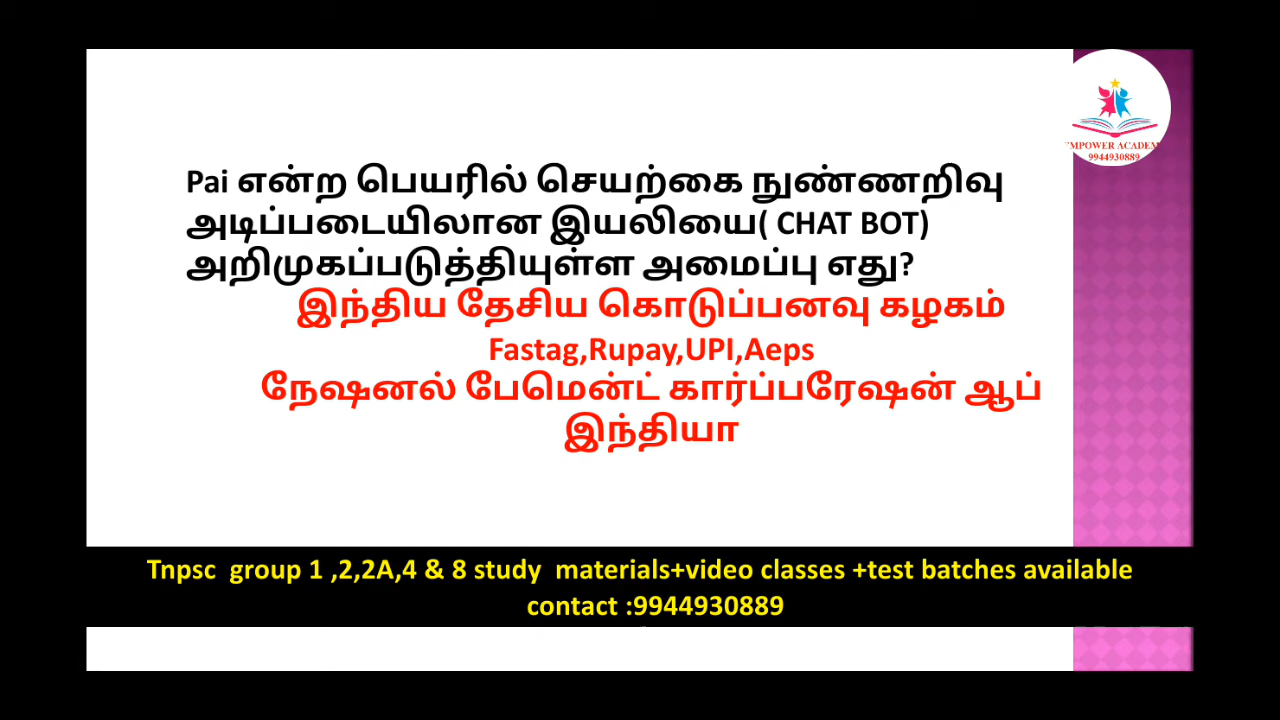 EMPOWER ACADEM
9944930889
Pai என்ற பெயரில் செயற்கை நுண்ணறிவு
அடிப்படையிலான இயலியை( CHAT BOT)
அறிமுகப்படுத்தியுள்ள அமைப்பு எது?
இந்திய தேசிய கொடுப்பனவு கழகம்
Fastag,Rupay,UPI,Aeps
நேஷனல் பேமென்ட் கார்ப்பரேஷன் ஆப்
இந்தியா
Tnpsc group 1 ,2,2A,4 & 8 study materials+video classes +test batches available
contact :9944930889